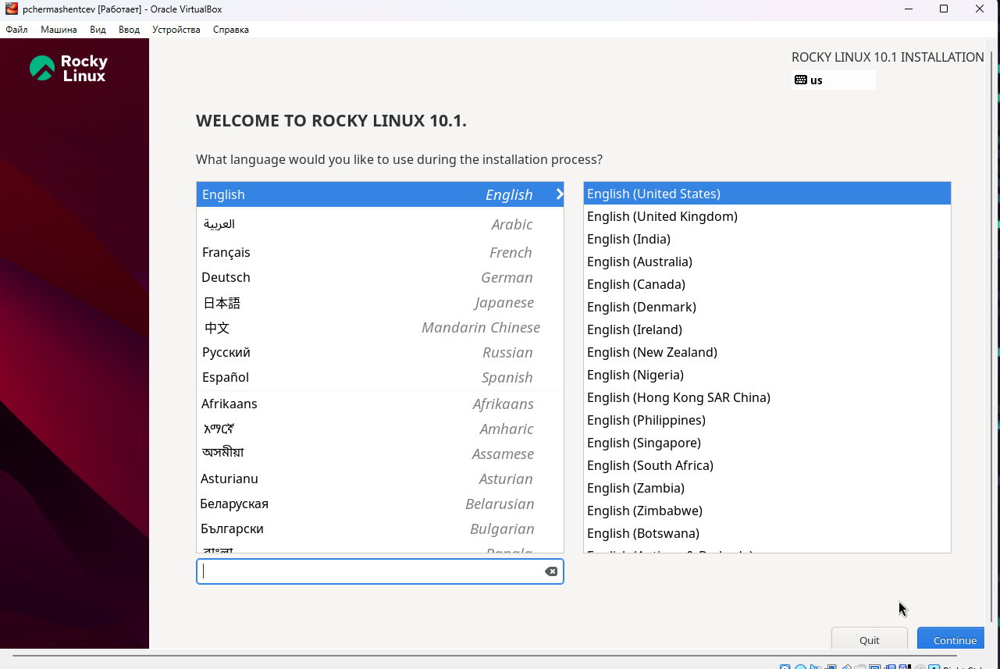 pchermashentcev [Работает] - Oracle VirtualBox
Файл Машина Вид Ввод Устройства Справка
Rocky
Linux
ROCKY LINUX 10.1 INSTALLATION
us
WELCOME TO ROCKY LINUX 10.1.
What language would you like to use during the installation process?
English English
العربية Arabic
Français French
Deutsch German
日本語 Japanese
中文 Mandarin Chinese
Русский Russian
Español Spanish
Afrikaans Afrikaans
አማርኛ Amharic
অসমীয়া Assamese
Asturianu Asturian
Беларуская Belarusian
Български Bulgarian
বাংলা Bangla
English (United States)
English (United Kingdom)
English (India)
English (Australia)
English (Canada)
English (Denmark)
English (Ireland)
English (New Zealand)
English (Nigeria)
English (Hong Kong SAR China)
English (Philippines)
English (Singapore)
English (South Africa)
English (Zambia)
English (Zimbabwe)
English (Botswana)
English (Antigua & Barbuda)
Quit Continue